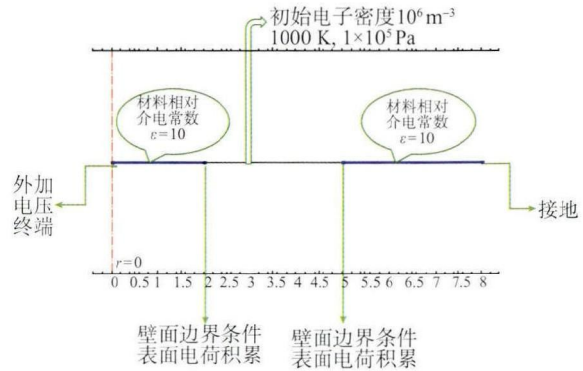 初始电子密度10⁶ m⁻³
1000 K, 1×10⁵ Pa
材料相对
介电常数
ε=10
材料相对
介电常数
ε=10
外加
电压
终端
接地
r=0
0 0.5 1 1.5 2 2.5 3 3.5 4 4.5 5 5.5 6 6.5 7 7.5 8
壁面边界条件
表面电荷积累
壁面边界条件
表面电荷积累